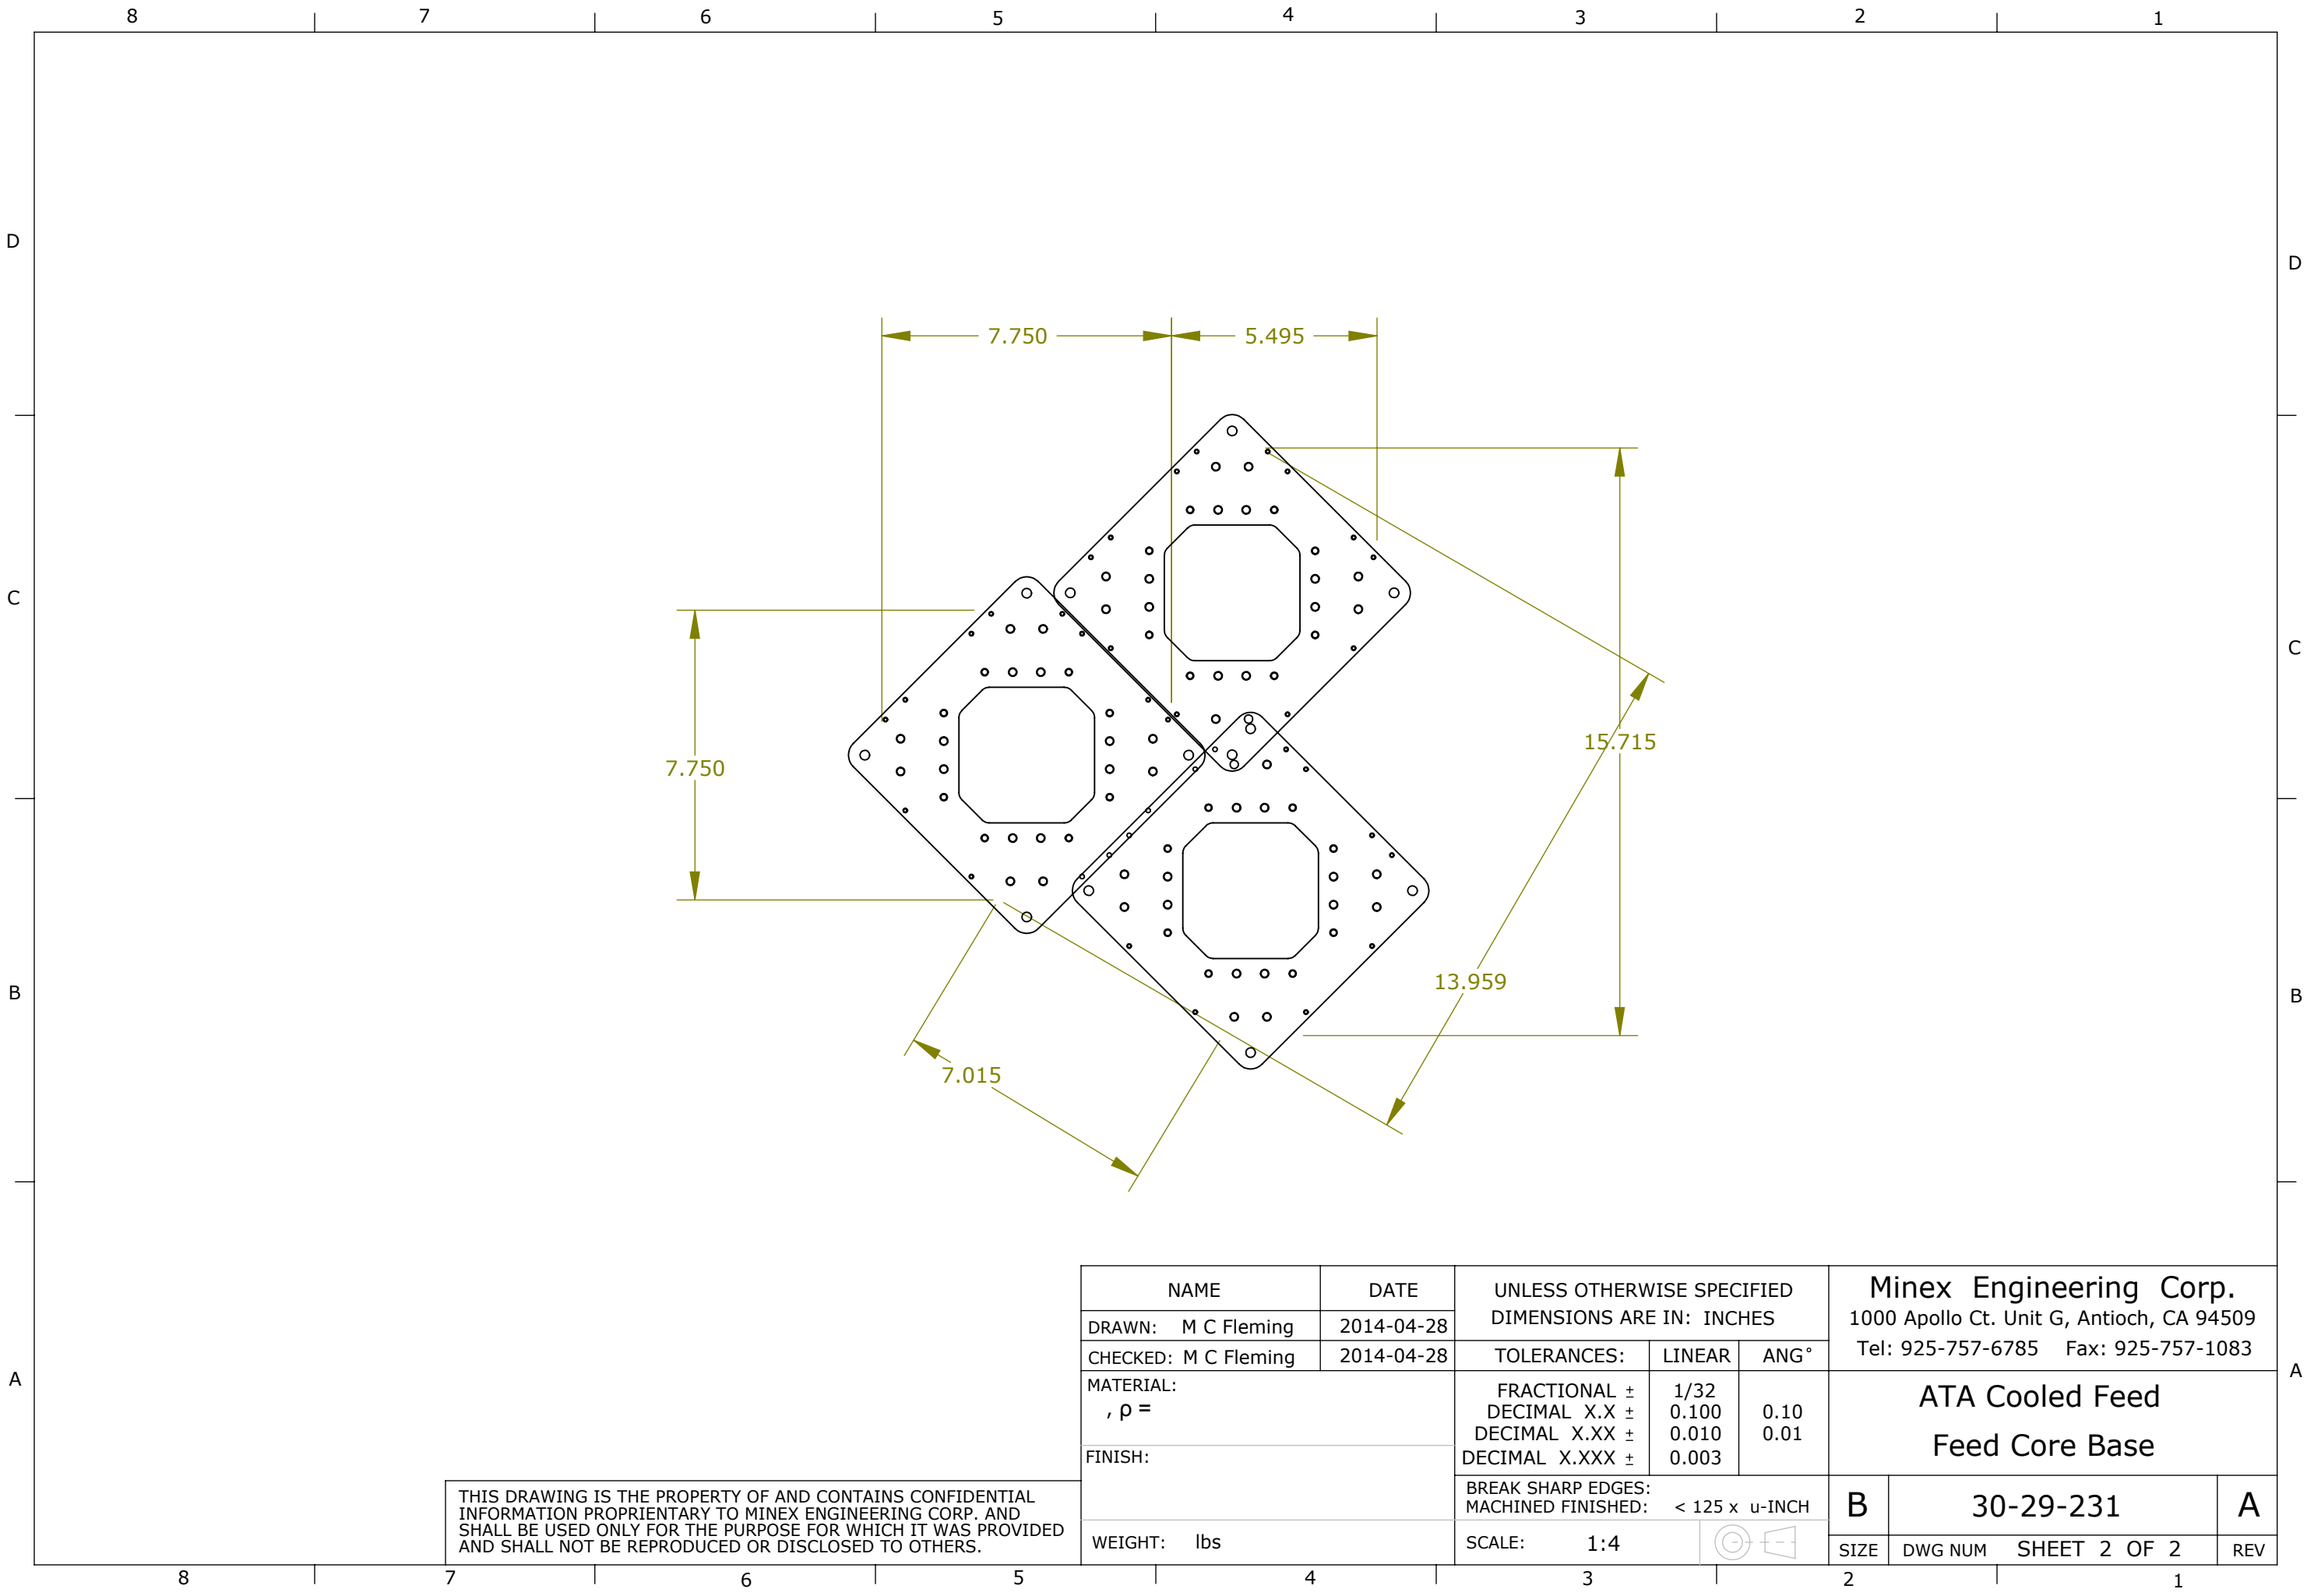 8 7 6 5 4 3 2 1
D D
7.750 5.495
C C
15.715
7.750
13.959
B B
7.015
NAME DATE
DRAWN: M C Fleming 2014-04-28
CHECKED: M C Fleming 2014-04-28
MATERIAL:
, ρ =
FINISH:
WEIGHT: lbs
UNLESS OTHERWISE SPECIFIED
DIMENSIONS ARE IN: INCHES
TOLERANCES: LINEAR ANG°
FRACTIONAL ± 1/32
DECIMAL X.X ± 0.100 0.10
DECIMAL X.XX ± 0.010 0.01
DECIMAL X.XXX ± 0.003
BREAK SHARP EDGES:
MACHINED FINISHED: < 125 x u-INCH
SCALE: 1:4
Minex Engineering Corp.
1000 Apollo Ct. Unit G, Antioch, CA 94509
Tel: 925-757-6785 Fax: 925-757-1083
A A
ATA Cooled Feed
Feed Core Base
B 30-29-231 A
SIZE DWG NUM SHEET 2 OF 2 REV
THIS DRAWING IS THE PROPERTY OF AND CONTAINS CONFIDENTIAL
INFORMATION PROPRIENTARY TO MINEX ENGINEERING CORP. AND
SHALL BE USED ONLY FOR THE PURPOSE FOR WHICH IT WAS PROVIDED
AND SHALL NOT BE REPRODUCED OR DISCLOSED TO OTHERS.
8 7 6 5 4 3 2 1